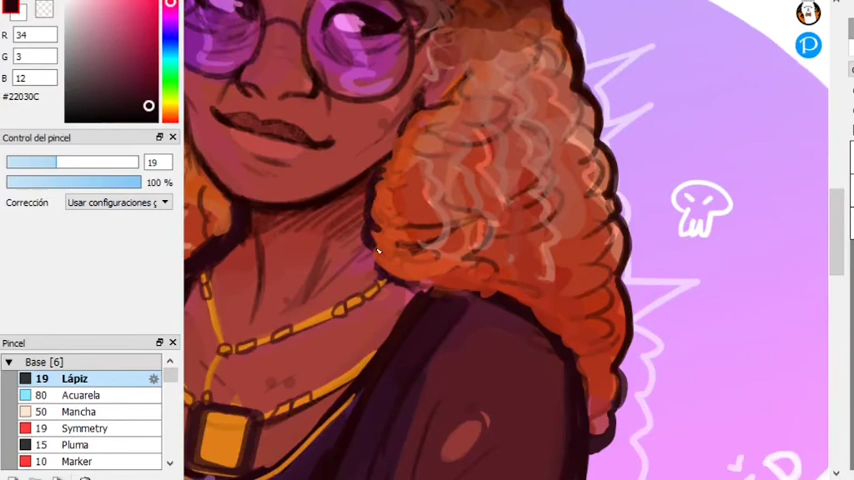 R: 34
G: 3
B: 12
#22030C
Control del pincel
19
100 %
Corrección Usar configuraciones g
Pincel
Base [6]
19 Lápiz
80 Acuarela
50 Mancha
19 Symmetry
15 Pluma
10 Marker